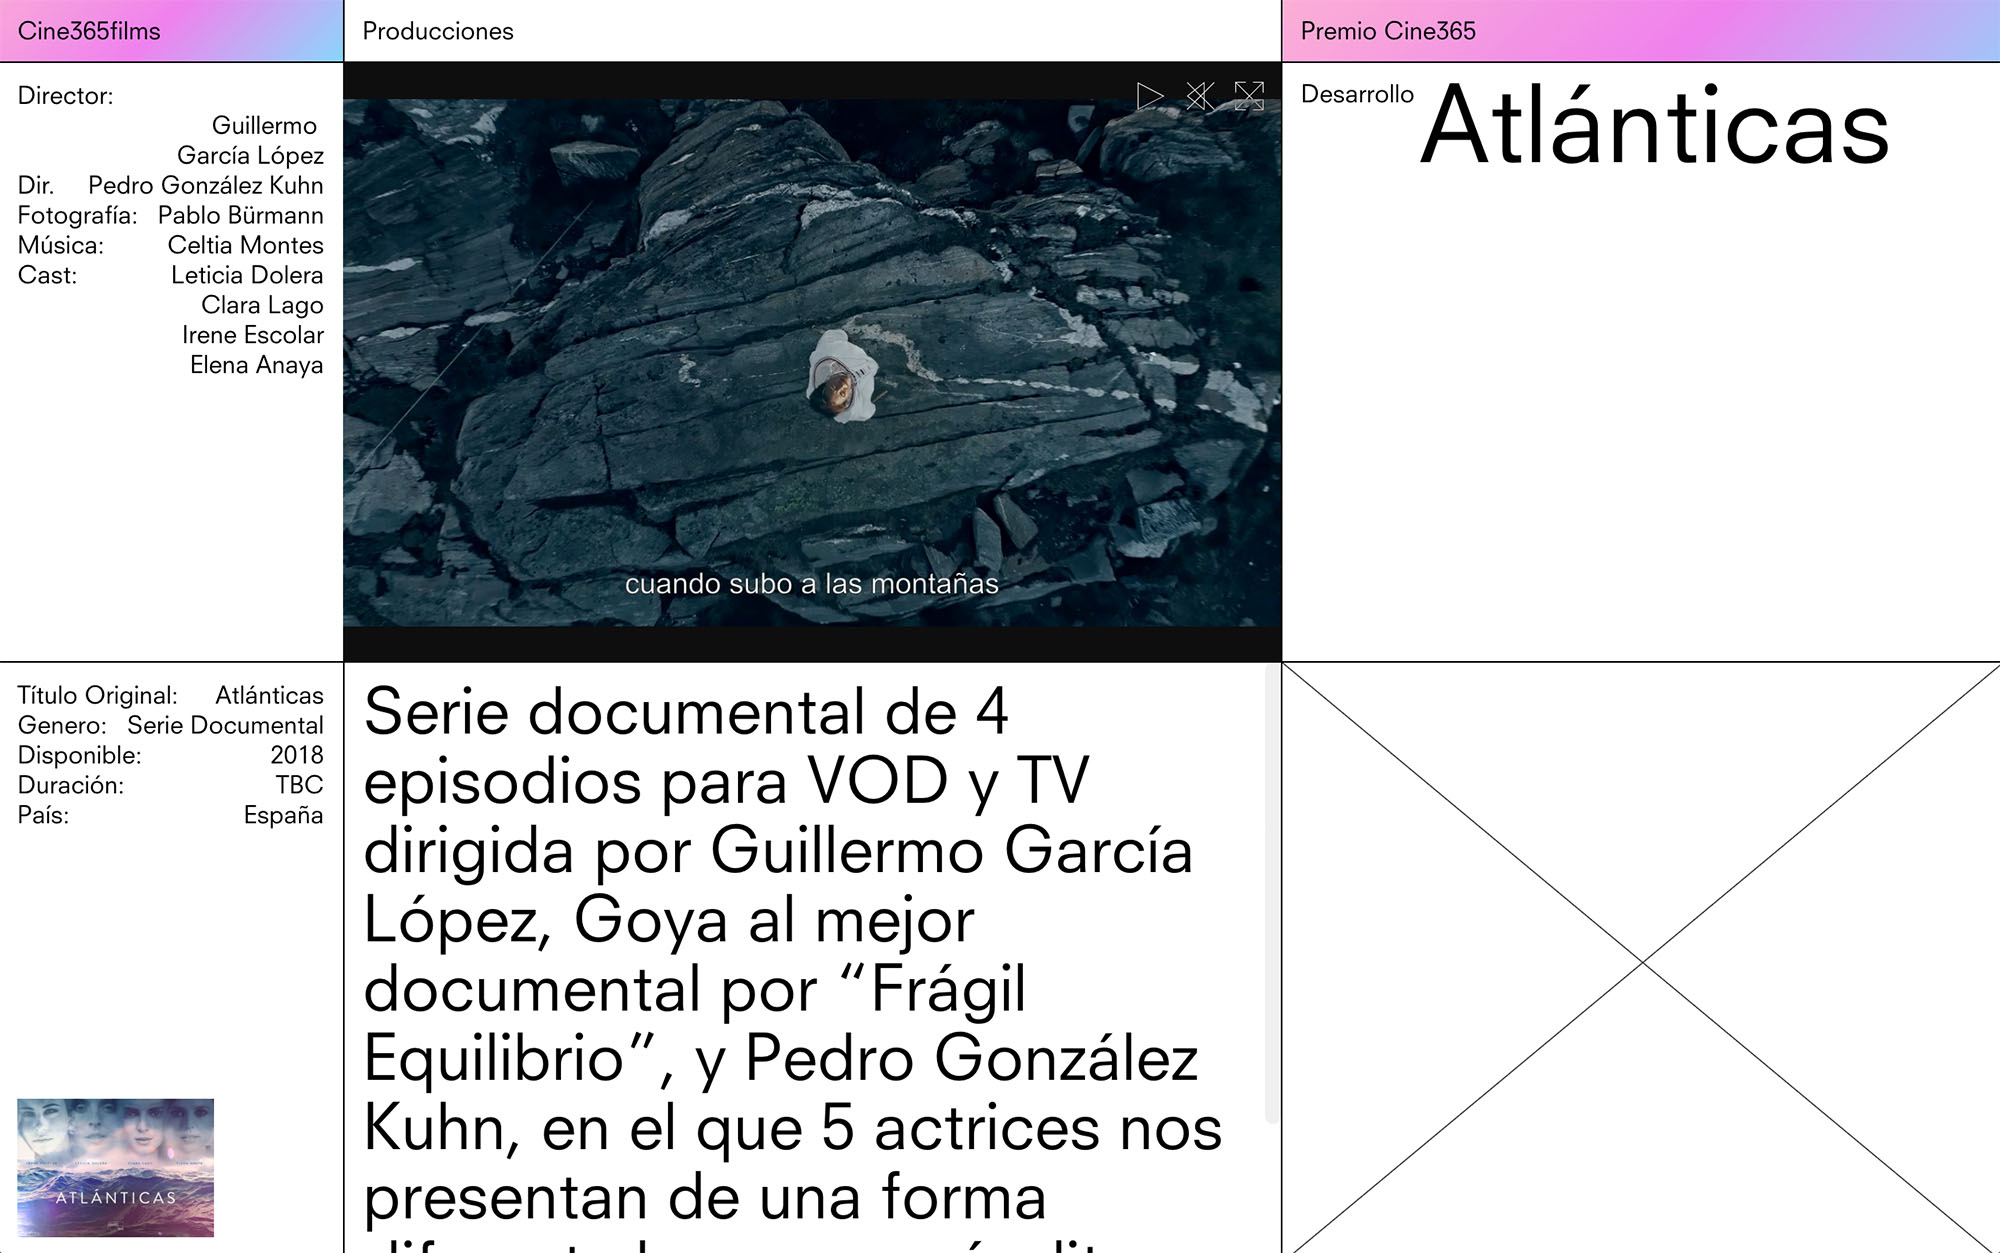 Cine365films
Producciones
Premio Cine365
Director:
Guillermo
García López
Dir. Pedro González Kuhn
Fotografía: Pablo Bürmann
Música: Celtia Montes
Cast: Leticia Dolera
Clara Lago
Irene Escolar
Elena Anaya
cuando subo a las montañas
Desarrollo Atlánticas
Título Original: Atlánticas
Genero: Serie Documental
Disponible: 2018
Duración: TBC
País: España
ATLÁNTICAS
Serie documental de 4
episodios para VOD y TV
dirigida por Guillermo García
López, Goya al mejor
documental por “Frágil
Equilibrio”, y Pedro González
Kuhn, en el que 5 actrices nos
presentan de una forma